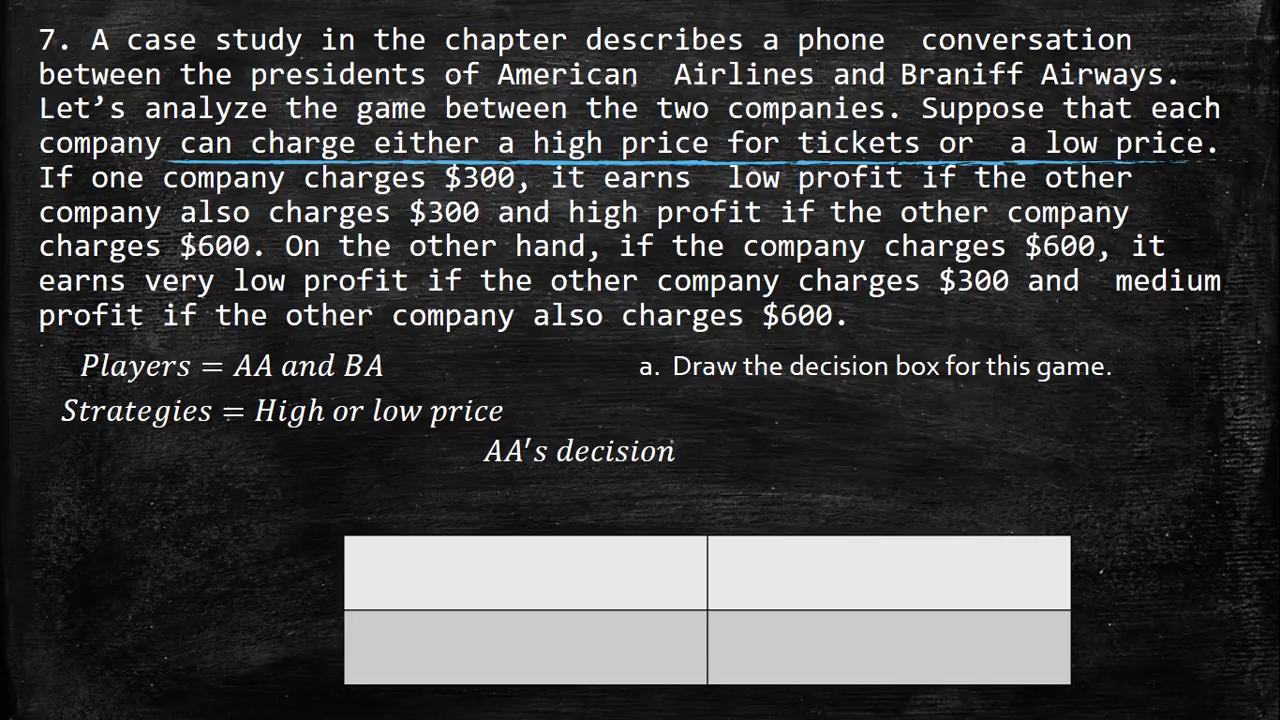 7. A case study in the chapter describes a phone conversation
between the presidents of American Airlines and Braniff Airways.
Let’s analyze the game between the two companies. Suppose that each
company can charge either a high price for tickets or a low price.
If one company charges $300, it earns low profit if the other
company also charges $300 and high profit if the other company
charges $600. On the other hand, if the company charges $600, it
earns very low profit if the other company charges $300 and medium
profit if the other company also charges $600.
Players = AA and BA
a. Draw the decision box for this game.
Strategies = High or low price
AA's decision